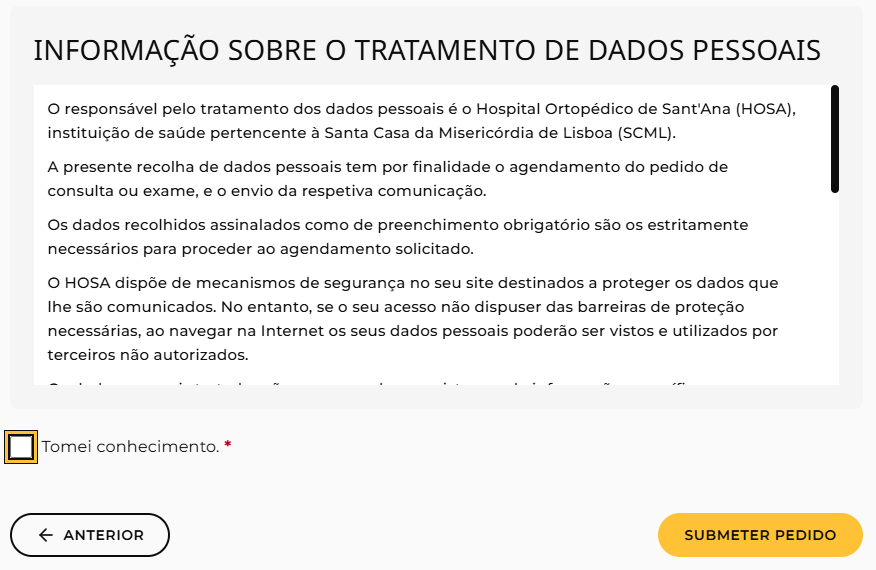 INFORMAÇÃO SOBRE O TRATAMENTO DE DADOS PESSOAIS
O responsável pelo tratamento dos dados pessoais é o Hospital Ortopédico de Sant'Ana (HOSA),
instituição de saúde pertencente à Santa Casa da Misericórdia de Lisboa (SCML).
A presente recolha de dados pessoais tem por finalidade o agendamento do pedido de
consulta ou exame, e o envio da respetiva comunicação.
Os dados recolhidos assinalados como de preenchimento obrigatório são os estritamente
necessários para proceder ao agendamento solicitado.
O HOSA dispõe de mecanismos de segurança no seu site destinados a proteger os dados que
lhe são comunicados. No entanto, se o seu acesso não dispuser das barreiras de proteção
necessárias, ao navegar na Internet os seus dados pessoais poderão ser vistos e utilizados por
terceiros não autorizados.
Tomei conhecimento. *
← ANTERIOR
SUBMETER PEDIDO